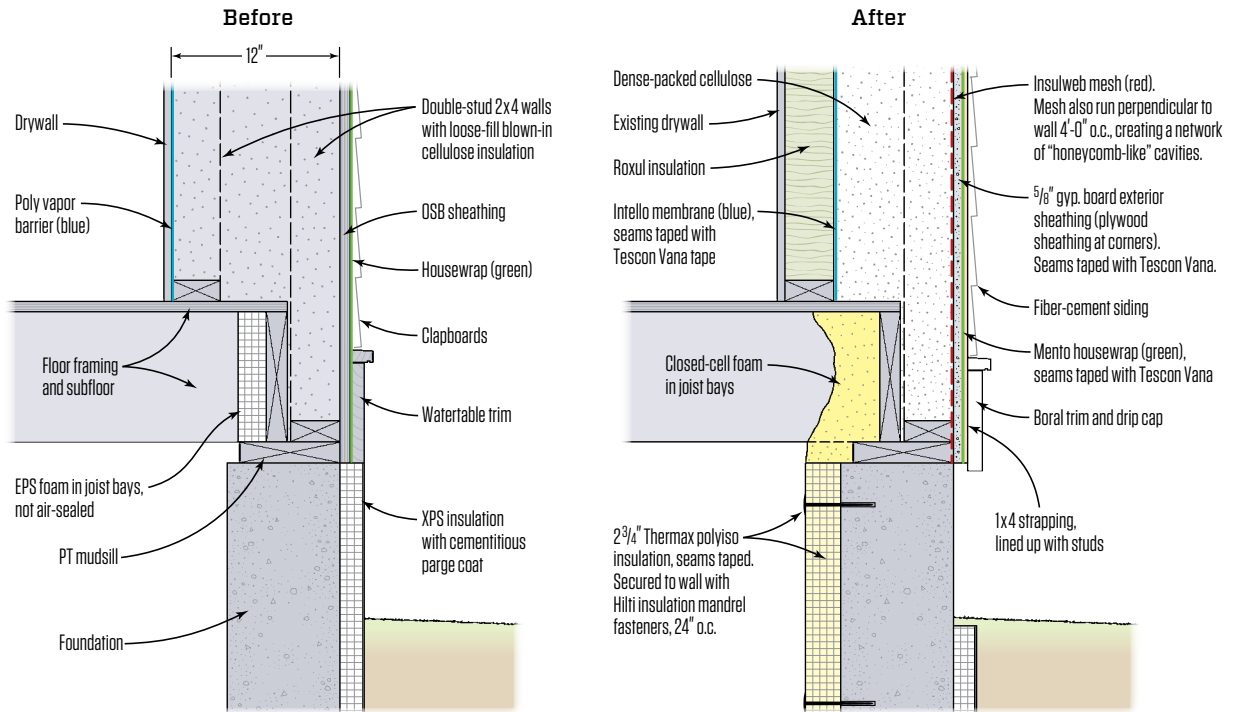 Before
12"
Drywall
Poly vapor
barrier (blue)
Floor framing
and subfloor
EPS foam in joist bays,
not air-sealed
PT mudsill
Foundation
Double-stud 2x4 walls
with loose-fill blown-in
cellulose insulation
OSB sheathing
Housewrap (green)
Clapboards
Watertable trim
XPS insulation
with cementitious
parge coat
After
Dense-packed cellulose
Existing drywall
Roxul insulation
Intello membrane (blue),
seams taped with
Tescon Vana tape
Closed-cell foam
in joist bays
2 3/4" Thermax polyiso
insulation, seams taped.
Secured to wall with
Hilti insulation mandrel
fasteners, 24" o.c.
Insulweb mesh (red).
Mesh also run perpendicular to
wall 4'-0" o.c., creating a network
of “honeycomb-like” cavities.
5/8" gyp. board exterior
sheathing (plywood
sheathing at corners).
Seams taped with Tescon Vana.
Fiber-cement siding
Mento housewrap (green),
seams taped with Tescon Vana
Boral trim and drip cap
1x4 strapping,
lined up with studs